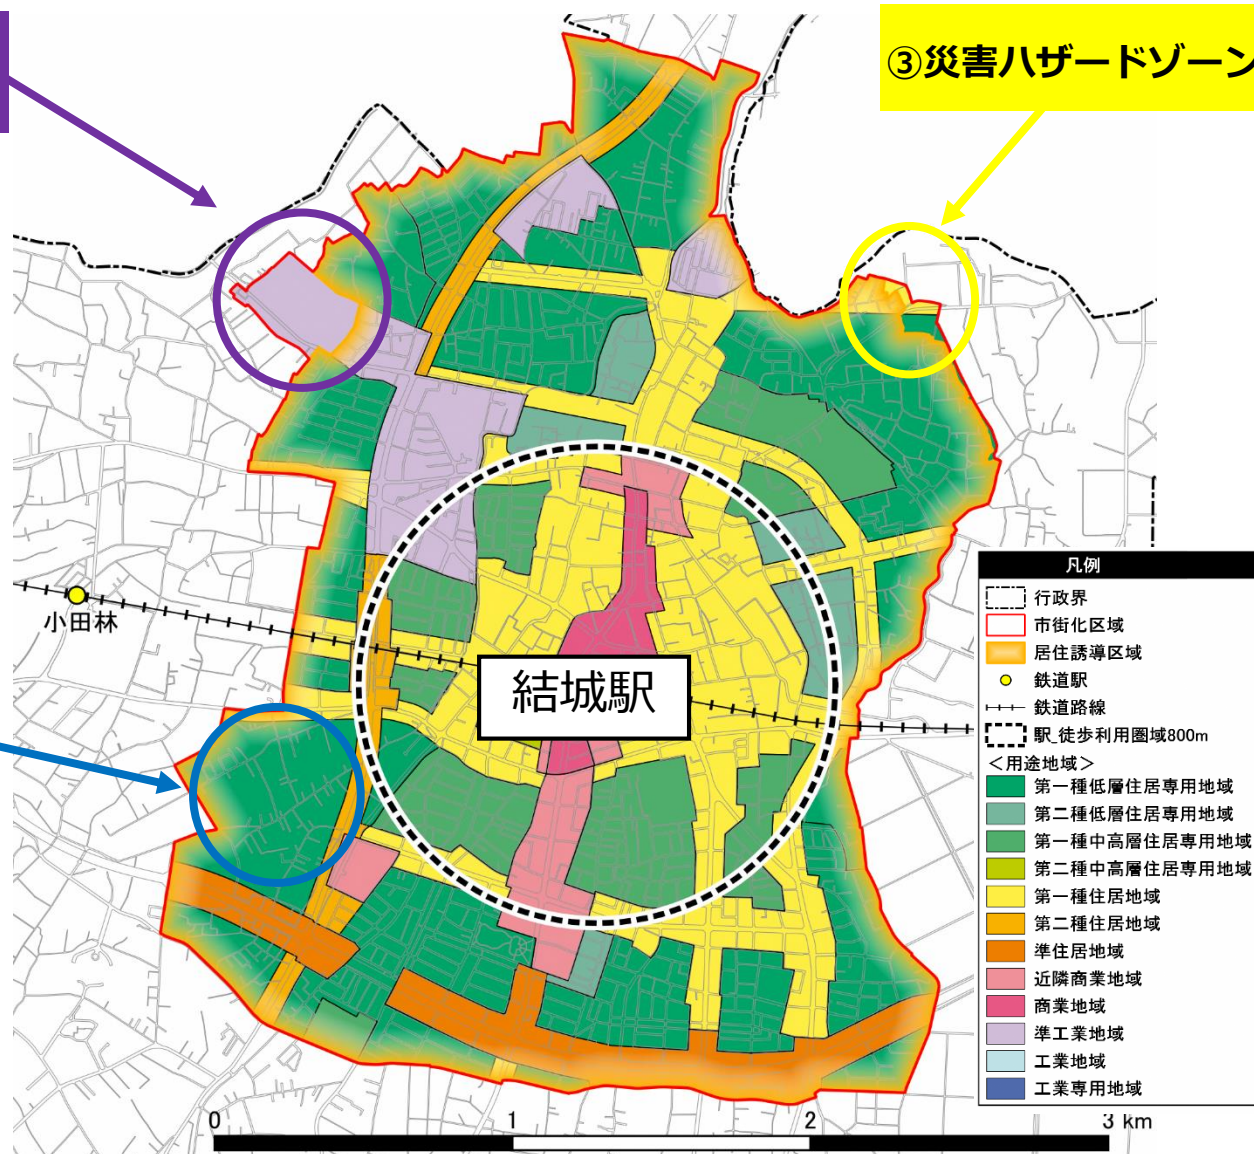 ③災害ハザードゾーン
小田林
結城駅
凡例
行政界
市街化区域
居住誘導区域
鉄道駅
鉄道路線
駅_徒歩利用圏域800m
＜用途地域＞
第一種低層住居専用地域
第二種低層住居専用地域
第一種中高層住居専用地域
第二種中高層住居専用地域
第一種住居地域
第二種住居地域
準住居地域
近隣商業地域
商業地域
準工業地域
工業地域
工業専用地域
0 1 2 3 km